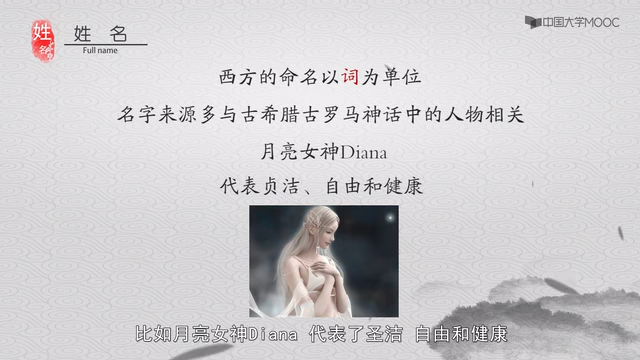 姓名
姓 名
Full name
中国大学MOOC
西方的命名以词为单位
名字来源多与古希腊古罗马神话中的人物相关
月亮女神Diana
代表贞洁、自由和健康
比如月亮女神Diana 代表了圣洁 自由和健康